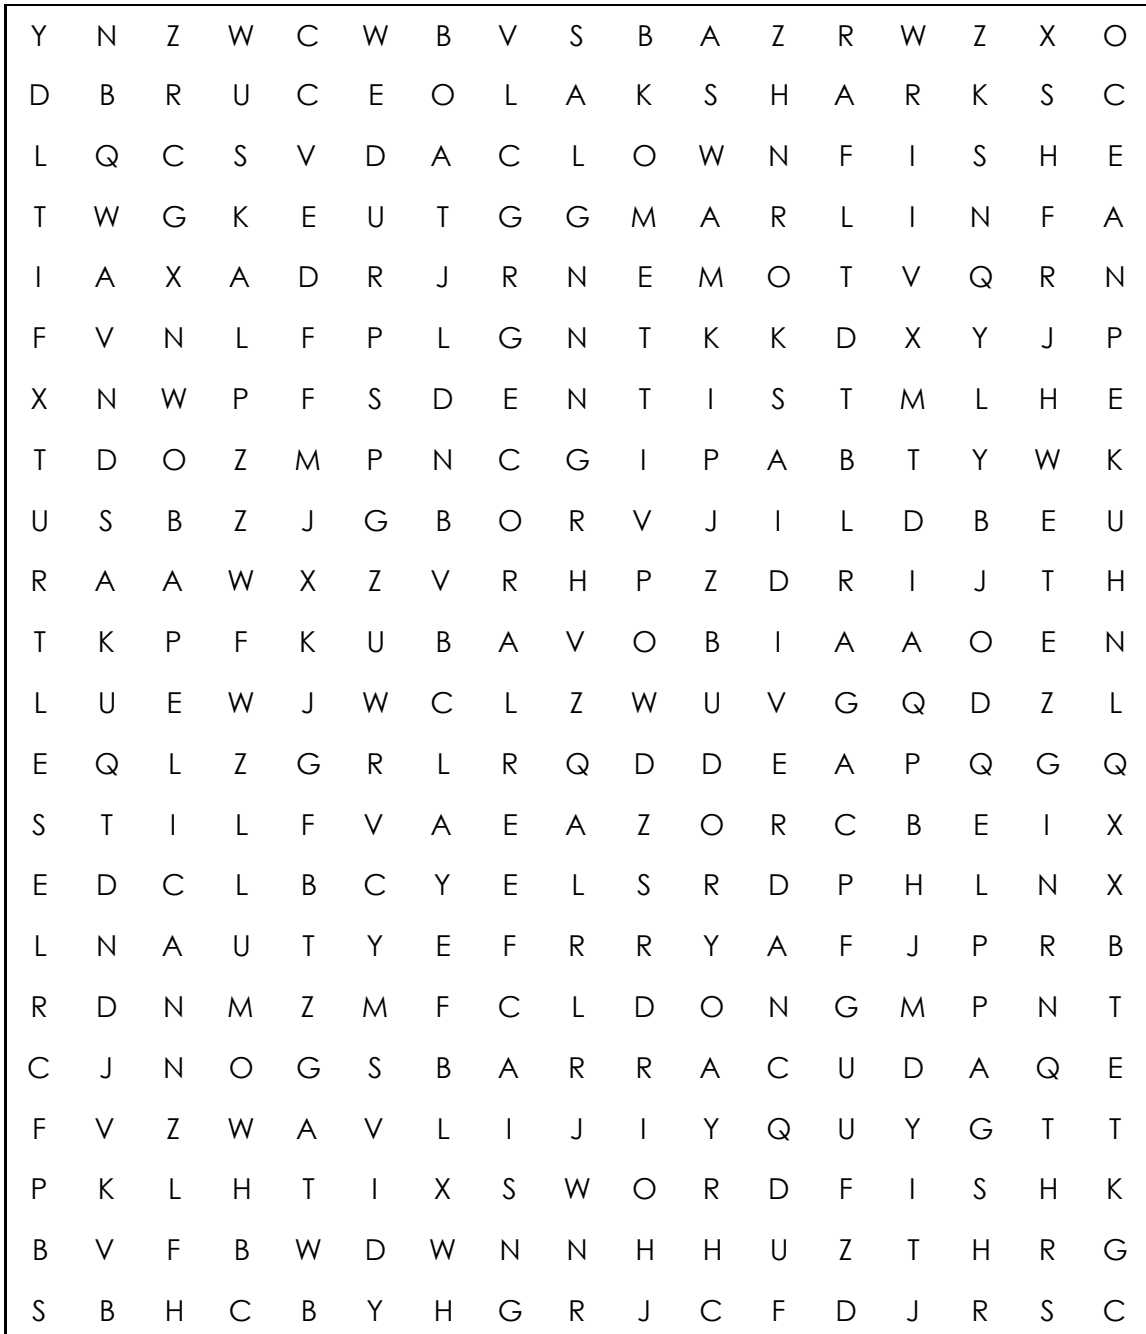 Y N Z W C W B V S B A Z R W Z X O
D B R U C E O L A K S H A R K S C
L Q C S V D A C L O W N F I S H E
T W G K E U T G G M A R L I N F A
I A X A D R J R N E M O T V Q R N
F V N L F P L G N T K K D X Y J P
X N W P F S D E N T I S T M L H E
T D O Z M P N C G I P A B T Y W K
U S B Z J G B O R V J I L D B E U
R A A W X Z V R H P Z D R I J T H
T K P F K U B A V O B I A A O E N
L U E W J W C L Z W U V G Q D Z L
E Q L Z G R L R Q D D E A P Q G Q
S T I L F V A E A Z O R C B E I X
E D C L B C Y E L S R D P H L N X
L N A U T Y E F R R Y A F J P R B
R D N M Z M F C L D O N G M P N T
C J N O G S B A R R A C U D A Q E
F V Z W A V L I J I Y Q U Y G T T
P K L H T I X S W O R D F I S H K
B V F B W D W N N H H U Z T H R G
S B H C B Y H G R J C F D J R S C